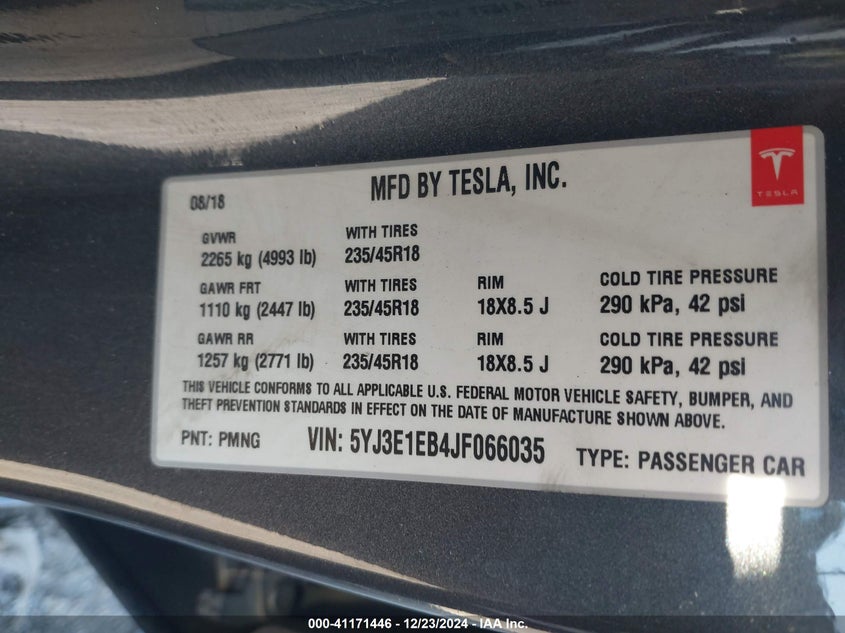 MFD BY TESLA, INC.
TESLA
08/18
GVWR WITH TIRES
2265 kg (4993 lb) 235/45R18
GAWR FRT WITH TIRES RIM COLD TIRE PRESSURE
1110 kg (2447 lb) 235/45R18 18X8.5 J 290 kPa, 42 psi
GAWR RR WITH TIRES RIM COLD TIRE PRESSURE
1257 kg (2771 lb) 235/45R18 18X8.5 J 290 kPa, 42 psi
THIS VEHICLE CONFORMS TO ALL APPLICABLE U.S. FEDERAL MOTOR VEHICLE SAFETY, BUMPER, AND
THEFT PREVENTION STANDARDS IN EFFECT ON THE DATE OF MANUFACTURE SHOWN ABOVE.
PNT: PMNG VIN: 5YJ3E1EB4JF066035 TYPE: PASSENGER CAR
000-41171446 - 12/23/2024 - IAA Inc.